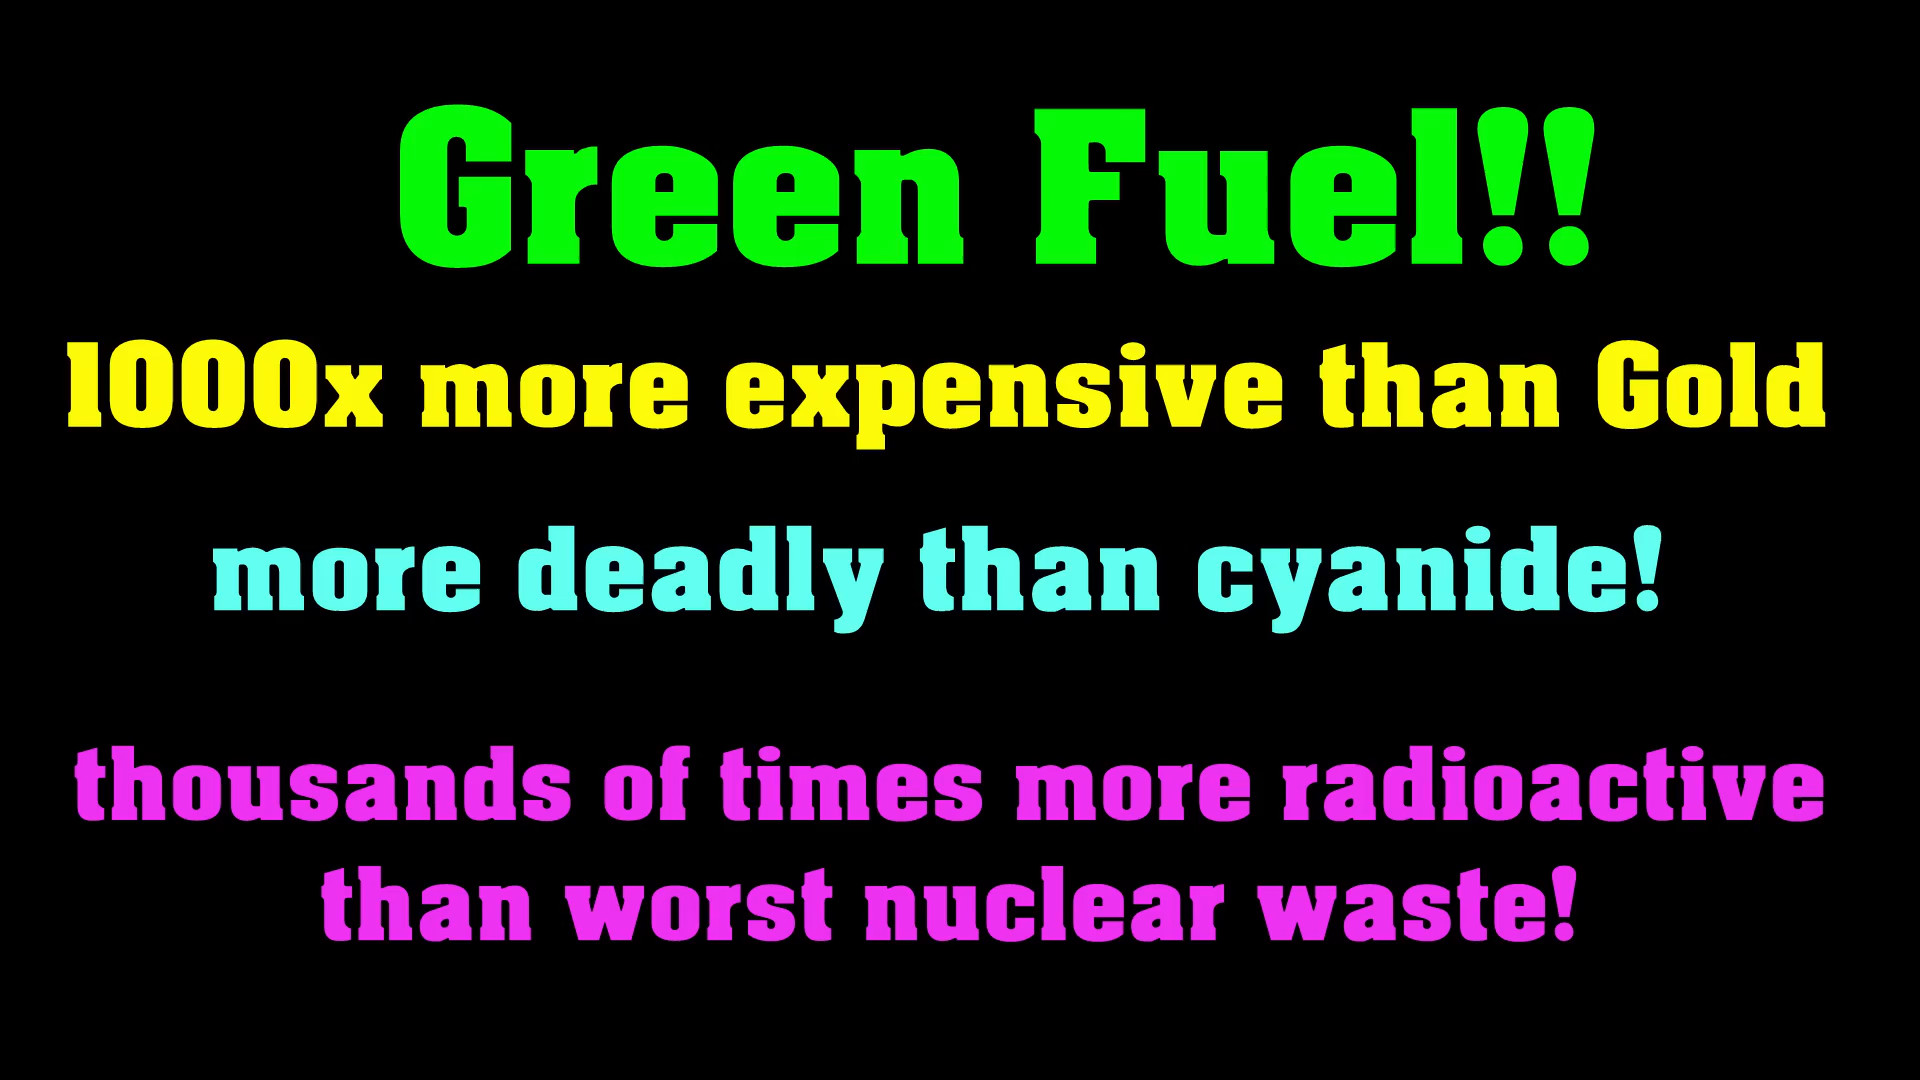 Green Fuel!!
1000x more expensive than Gold
more deadly than cyanide!
thousands of times more radioactive
than worst nuclear waste!